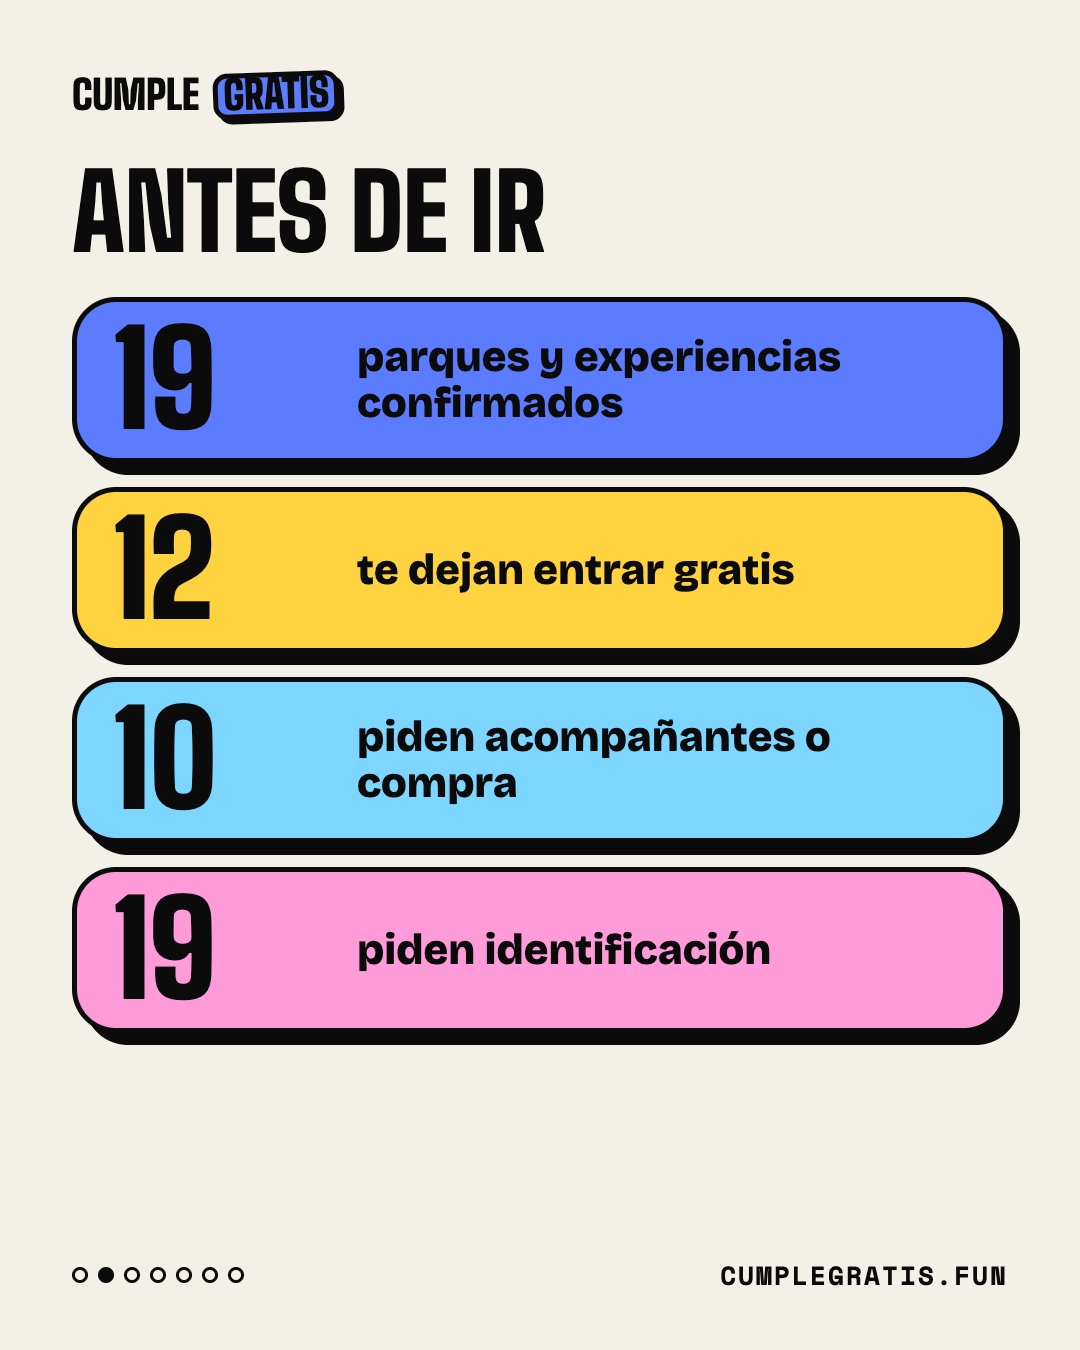 CUMPLE GRATIS
ANTES DE IR
19
parques y experiencias
confirmados
12
te dejan entrar gratis
10
piden acompañantes o
compra
19
piden identificación
CUMPLEGRATIS.FUN